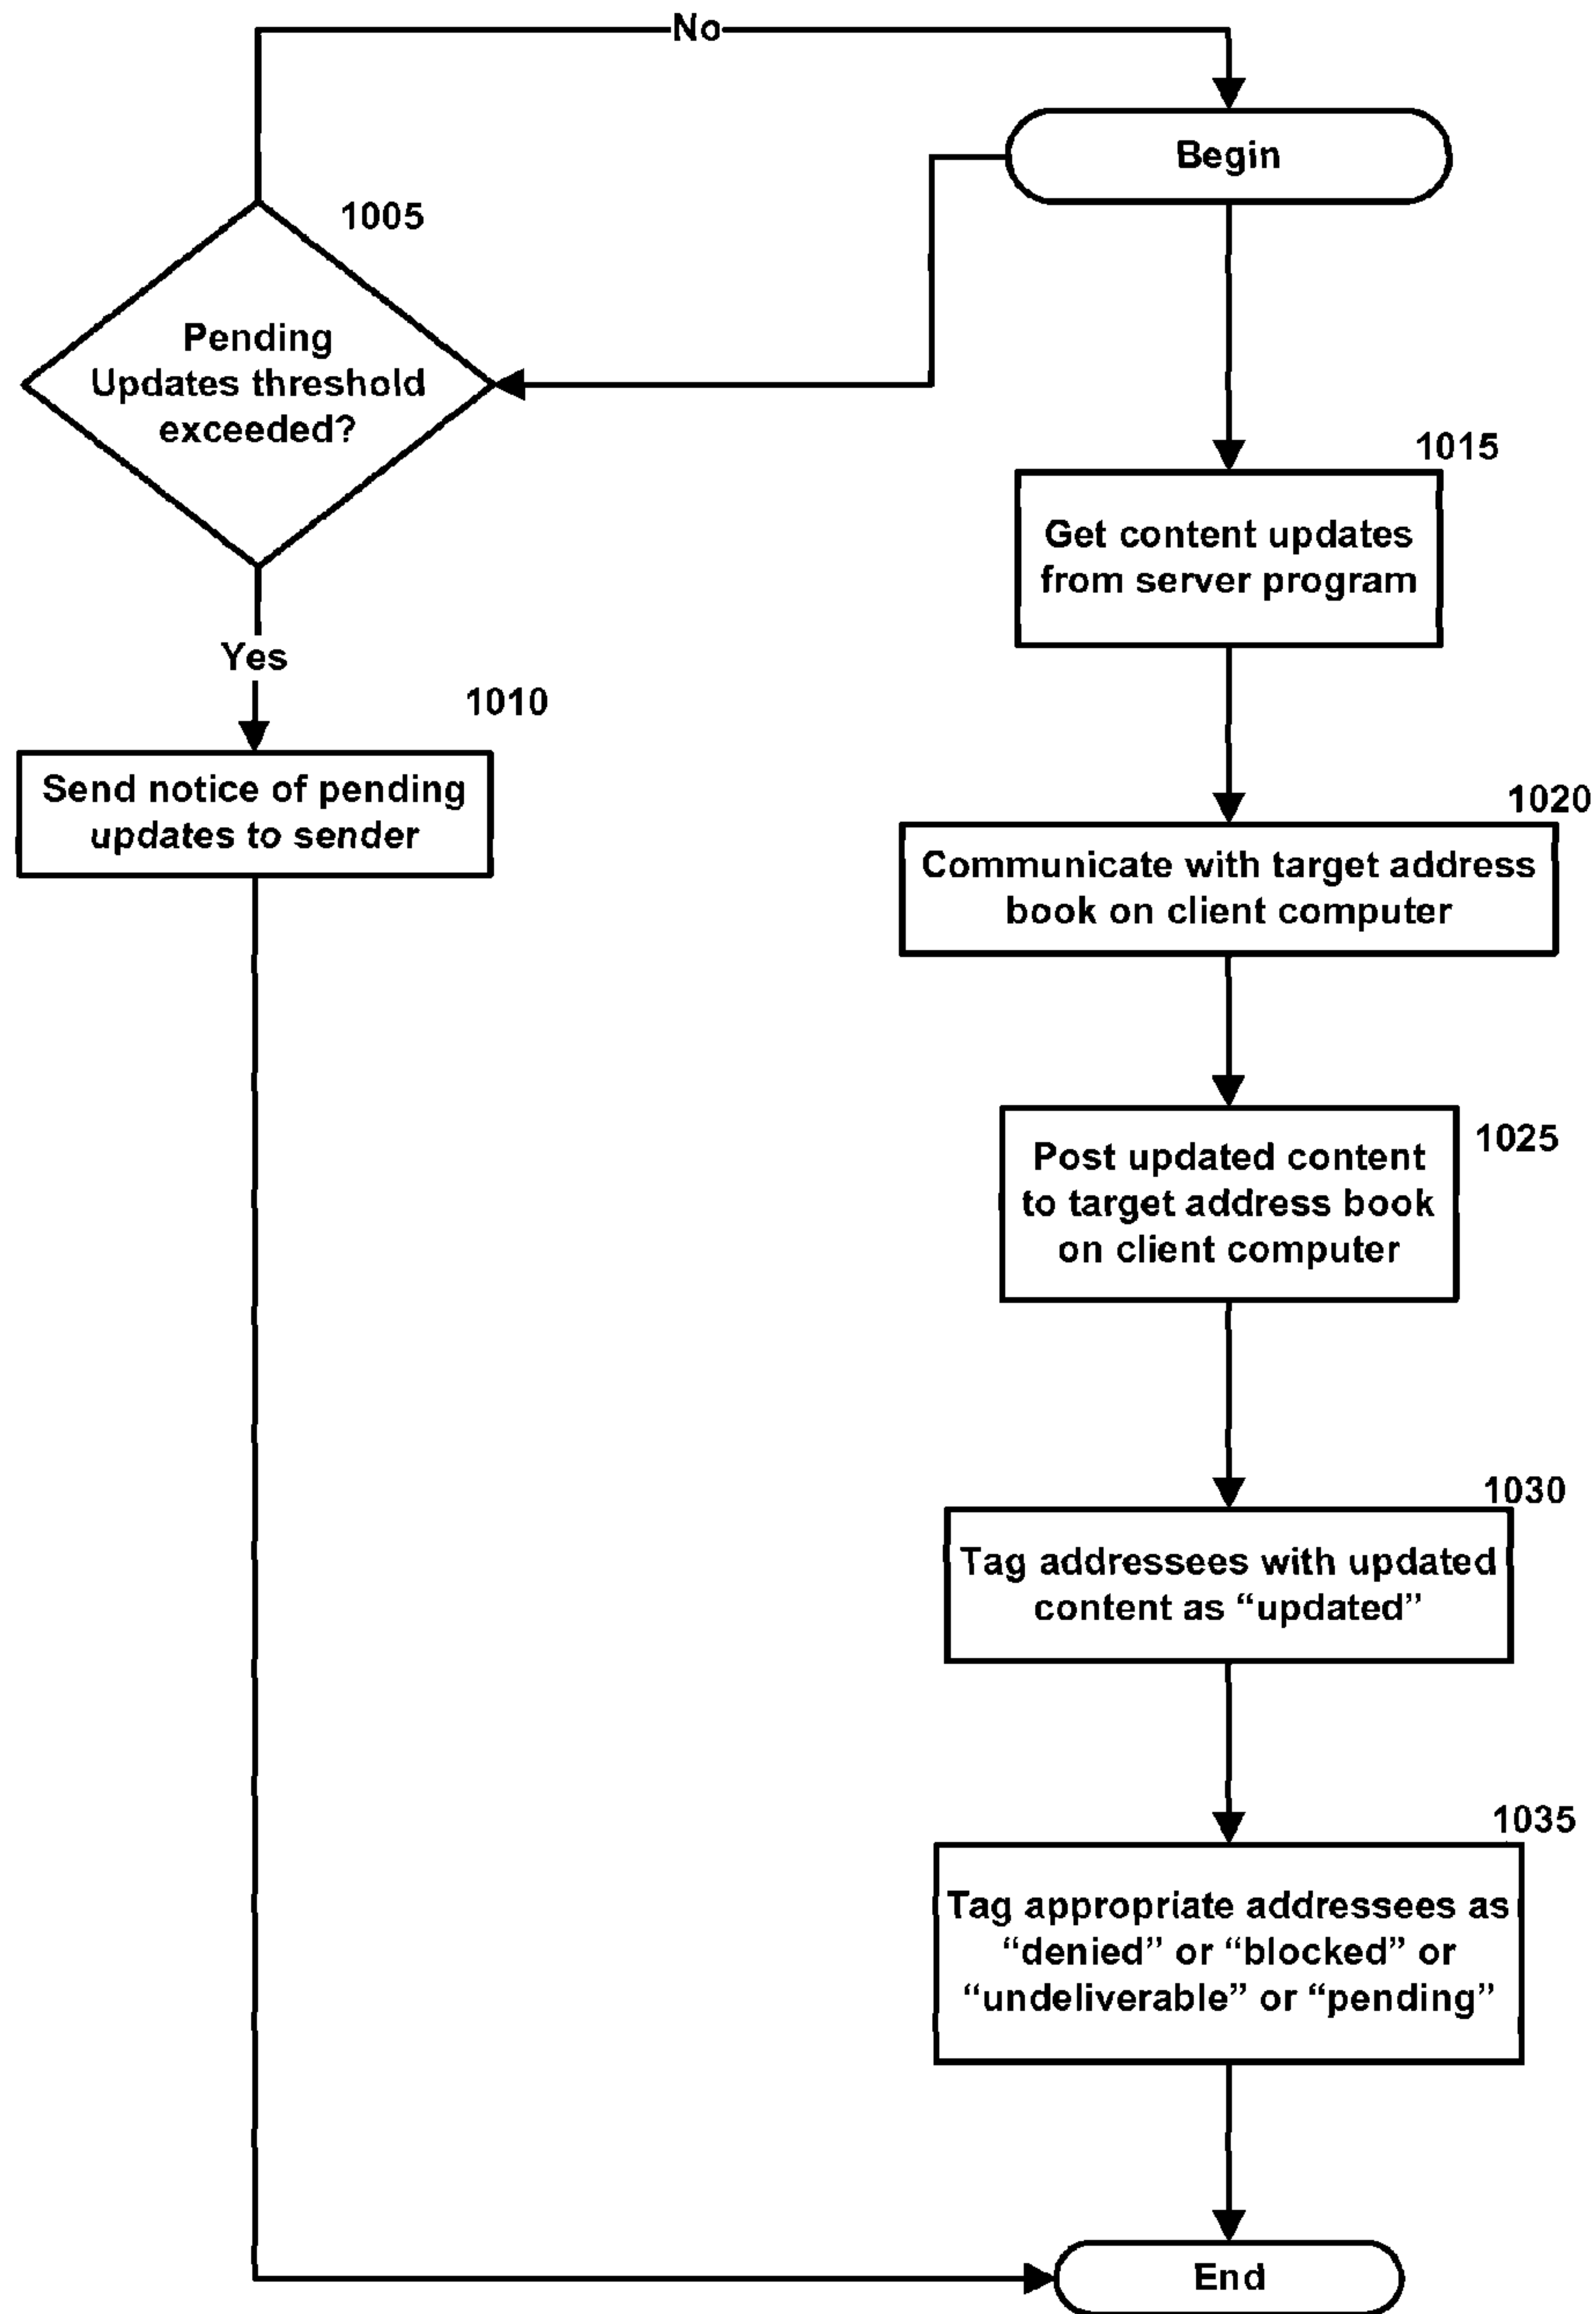 No
Begin
1005
Pending
Updates threshold
exceeded?
Yes
1010
Send notice of pending
updates to sender
1015
Get content updates
from server program
1020
Communicate with target address
book on client computer
1025
Post updated content
to target address book
on client computer
1030
Tag addressees with updated
content as “updated”
1035
Tag appropriate addressees as
“denied” or “blocked” or
“undeliverable” or “pending”
End